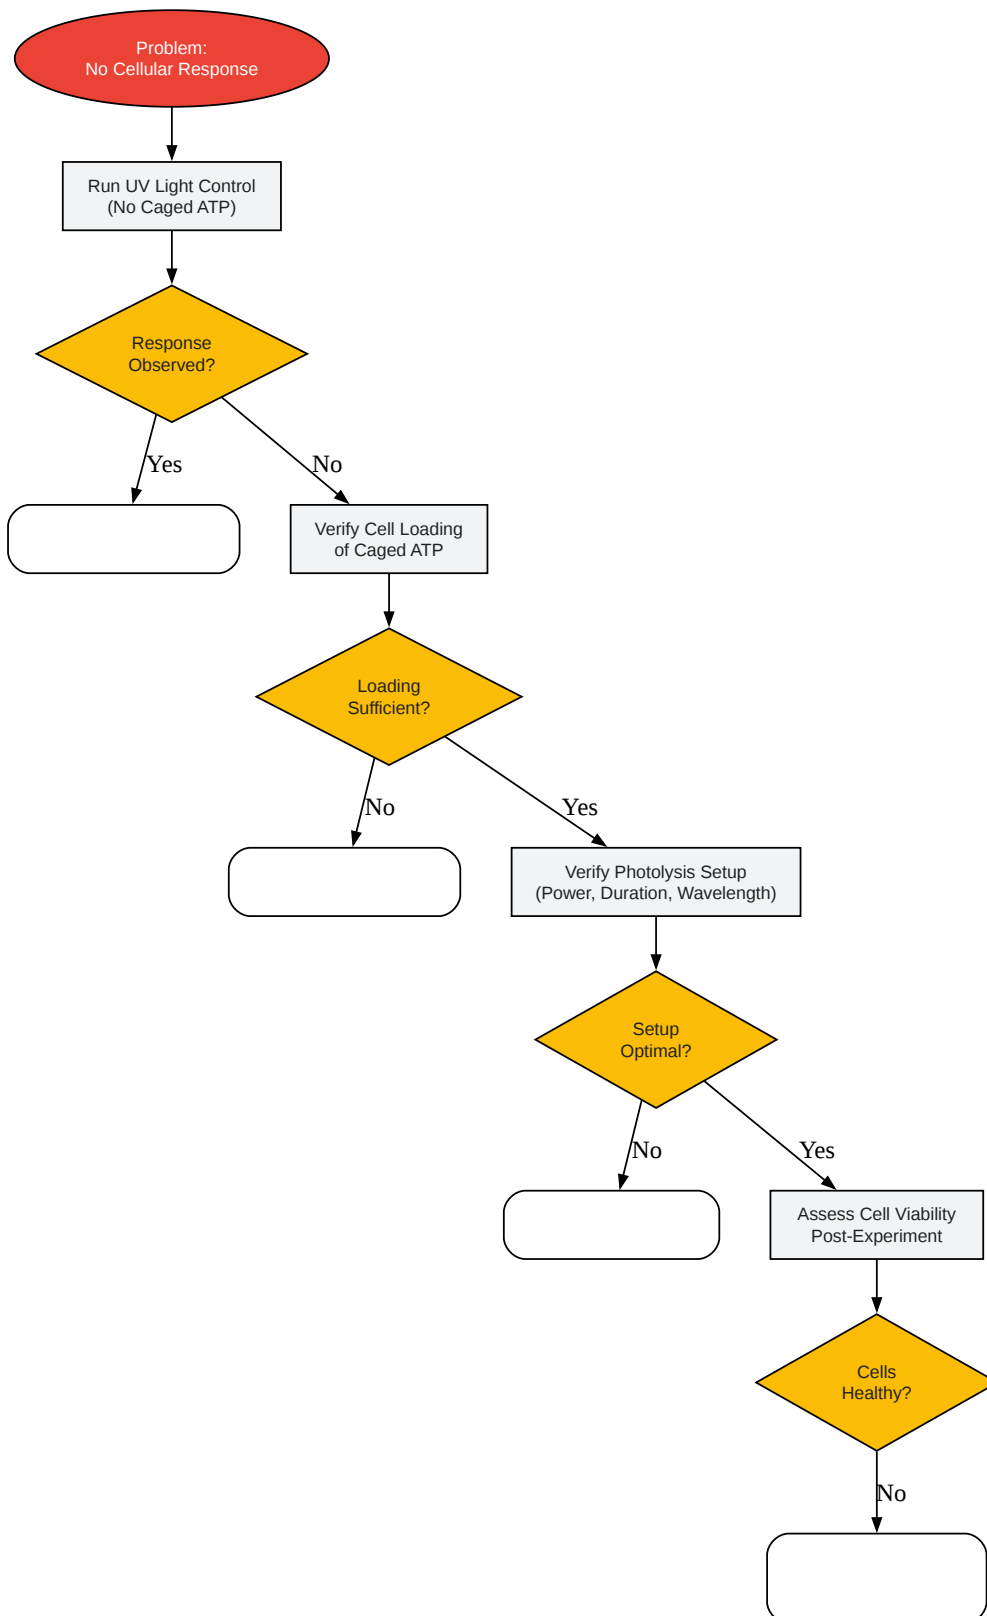 Problem:
No Cellular Response
Run UV Light Control
(No Caged ATP)
Response
Observed?
Yes
No
Verify Cell Loading
of Caged ATP
Loading
Sufficient?
No
Yes
Verify Photolysis Setup
(Power, Duration, Wavelength)
Setup
Optimal?
No
Yes
Assess Cell Viability
Post-Experiment
Cells
Healthy?
No